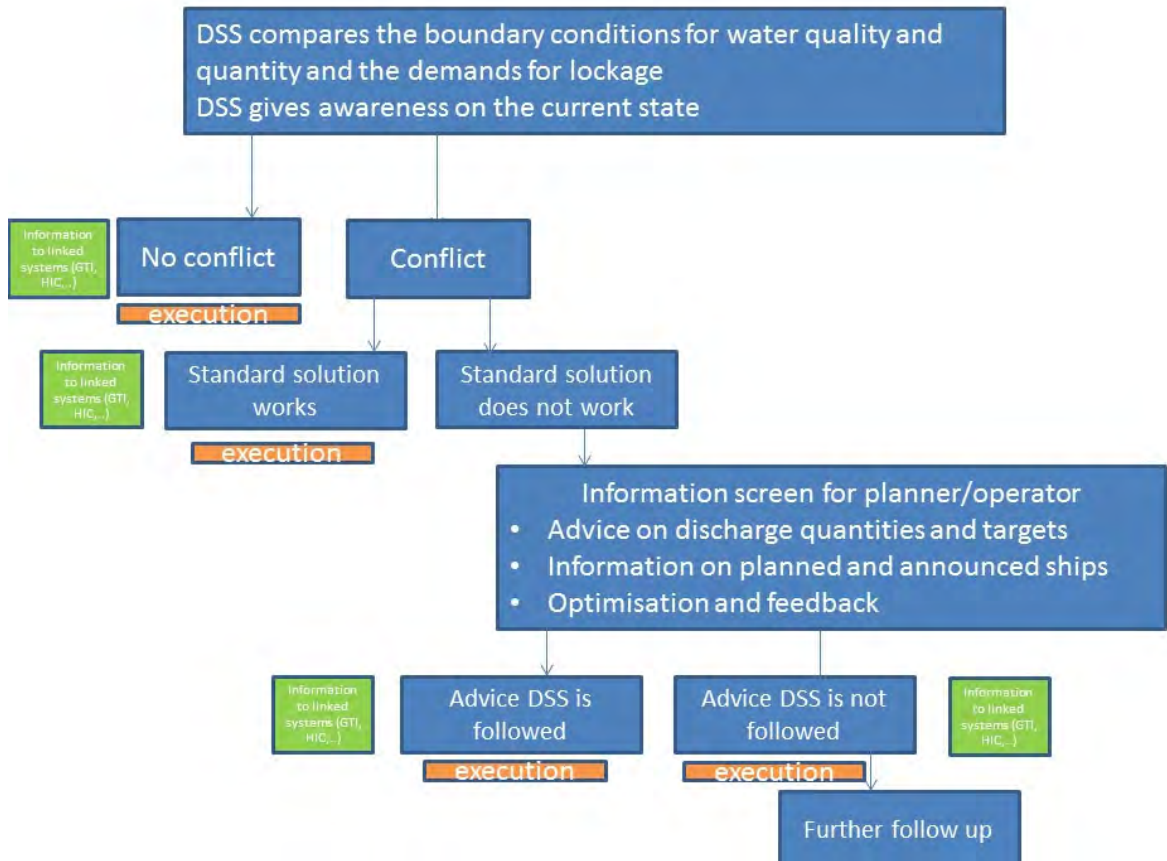 DSS compares the boundary conditions for water quality and
quantity and the demands for lockage
DSS gives awareness on the current state
Information
to linked
systems (GTI,
HIC,...)
No conflict
Conflict
execution
Information
to linked
systems (GTI,
HIC,...)
Standard solution
works
Standard solution
does not work
execution
Information screen for planner/operator
• Advice on discharge quantities and targets
• Information on planned and announced ships
• Optimisation and feedback
Information
to linked
systems (GTI,
HIC,...)
Advice DSS is
followed
Advice DSS is not
followed
Information
to linked
systems (GTI,
HIC,...)
execution
execution
Further follow up